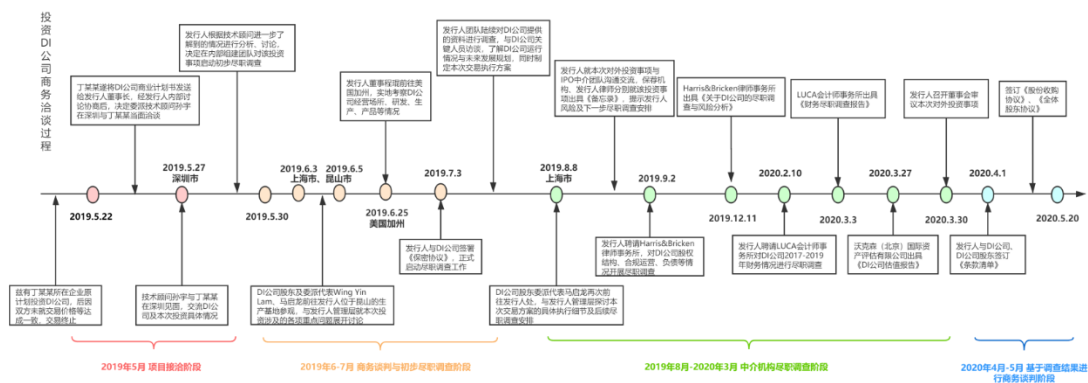 投资DI公司商务洽谈过程
丁某某遂将DI公司商业计划书发送
给发行人董事长，经发行人内部讨
论协商后，决定委派技术顾问孙宇
在深圳与丁某某当面洽谈
发行人根据技术顾问进一步了
解到的情况进行分析、讨论，
决定在内部组建团队对该投资
事项启动初步尽职调查
发行人董事程琨前往美
国加州，实地考察DI公
司经营场所、研发、生
产、产品等情况
发行人团队陆续对DI公司提供
的资料进行调查，与DI公司关
键人员访谈，了解DI公司运行
情况与未来发展规划，同时制
定本次交易执行方案
发行人就本次对外投资事项与
IPO中介团队沟通交流，保荐机
构、发行人律师分别就该投资事
项出具《备忘录》，提示发行人
风险及下一步尽职调查安排
Harris&Bricken律师事务所
出具《关于DI公司的尽职调
查与风险分析》
LUCA会计师事务所出具
《财务尽职调查报告》
发行人召开董事会审
议本次对外投资事项
签订《股份收购
协议》、《全体
股东协议》
2019.5.22
2019.5.27
深圳市
2019.5.30
2019.6.3
上海市、昆山市
2019.6.5
2019.6.25
美国加州
2019.7.3
2019.8.8
上海市
2019.9.2
2019.12.11
2020.2.10
2020.3.3
2020.3.27
2020.3.30
2020.4.1
2020.5.20
兹有丁某某所在企业原
计划投资DI公司，后因
双方未就交易价格等达
成一致，交易终止
技术顾问孙宇与丁某某
在深圳见面，交流DI公
司及本次投资具体情况
DI公司股东及委派代表Wing Yin
Lam、马启龙前往发行人位于昆山的生
产基地参观，与发行人管理层就本次投
资涉及的各项重点问题展开讨论
发行人与DI公司签署
《保密协议》，正式
启动尽职调查工作
DI公司股东委派代表马启龙再次前
往发行人处，与发行人管理层探讨本
次交易方案的具体执行细节及后续尽
职调查安排
发行人聘请Harris&Bricken
律师事务所，对DI公司股权
结构、合规运营、负债等情
况开展尽职调查
发行人聘请LUCA会计师事
务所对DI公司2017-2019
年财务情况进行尽职调查
沃克森（北京）国际资
产评估有限公司出具
《DI公司估值报告》
发行人与DI公司、
DI公司股东签订
《条款清单》
2019年5月 项目接洽阶段
2019年6-7月 商务谈判与初步尽职调查阶段
2019年8月-2020年3月 中介机构尽职调查阶段
2020年4月-5月 基于调查结果进
行商务谈判阶段